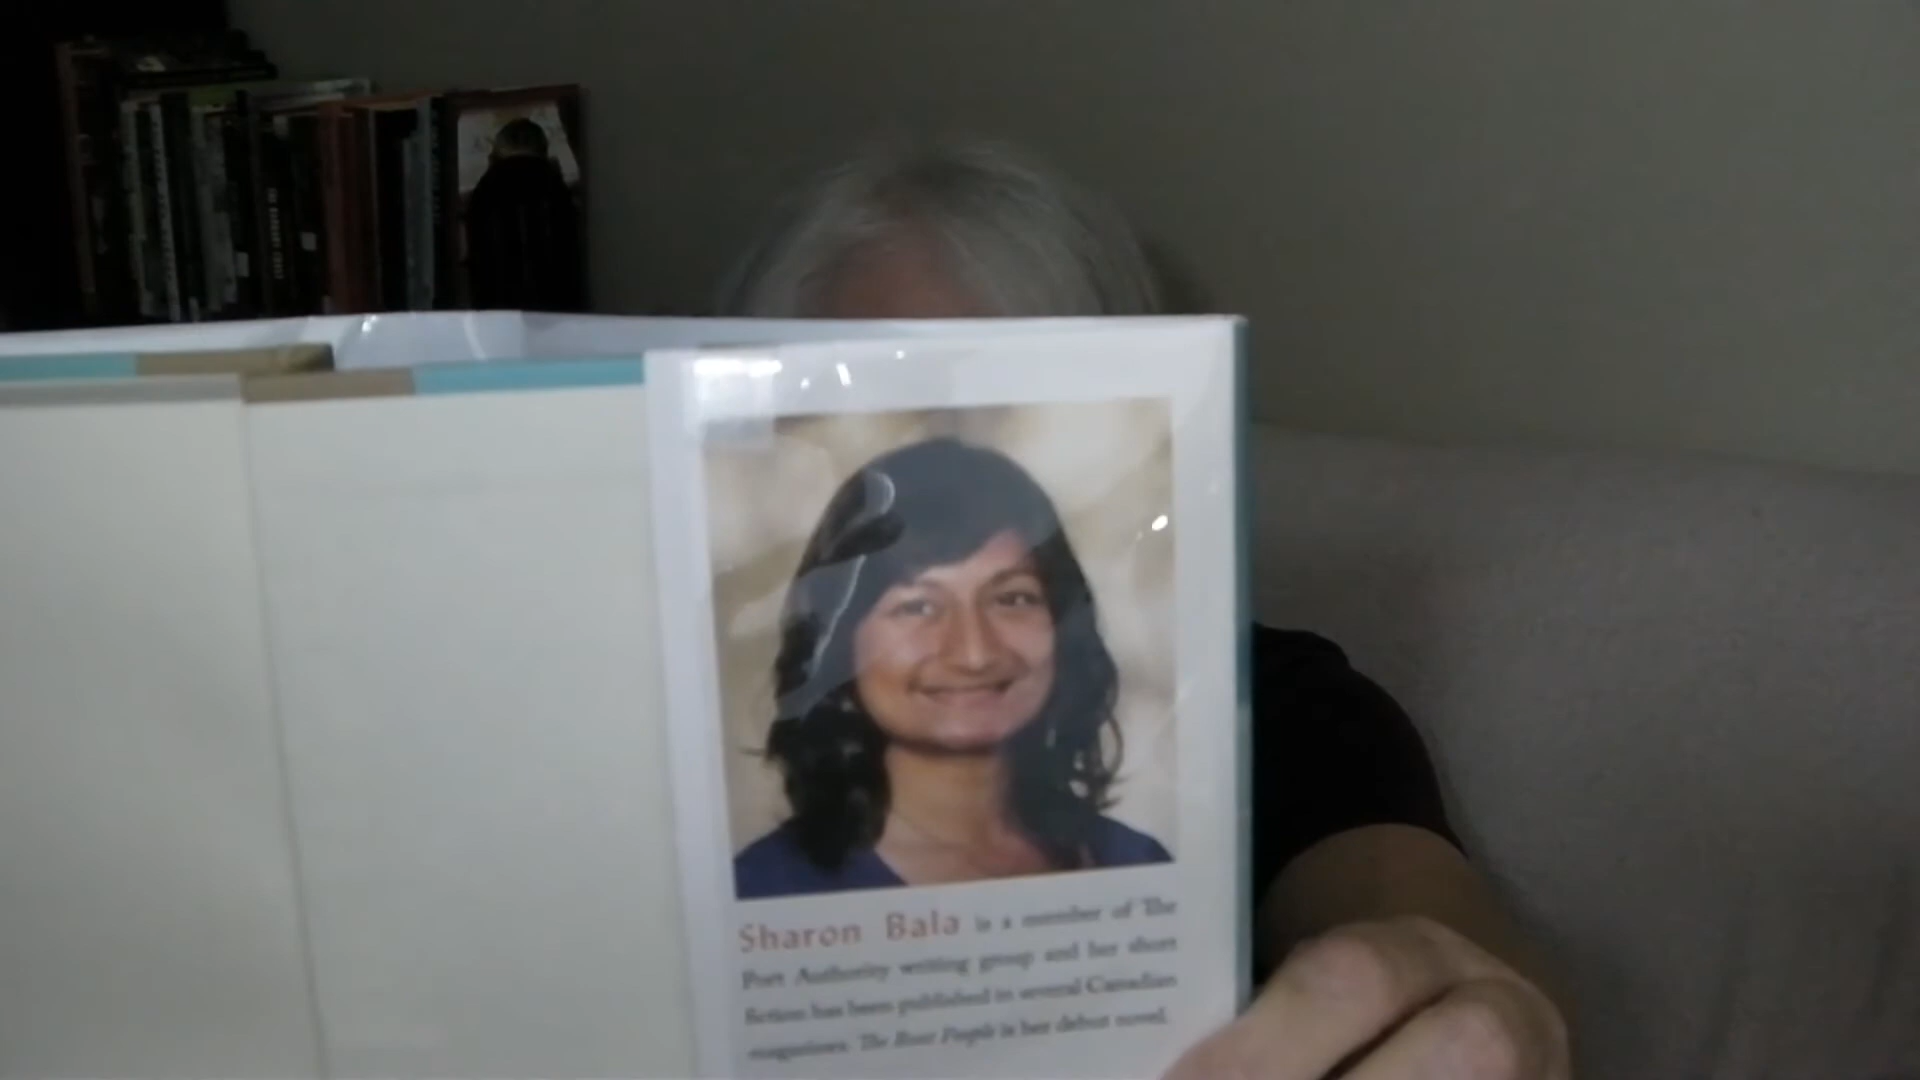 Sharon Bala is a member of The
Port Authority writing group and her short
fiction has been published in several Canadian
magazines. The Boat People is her debut novel.